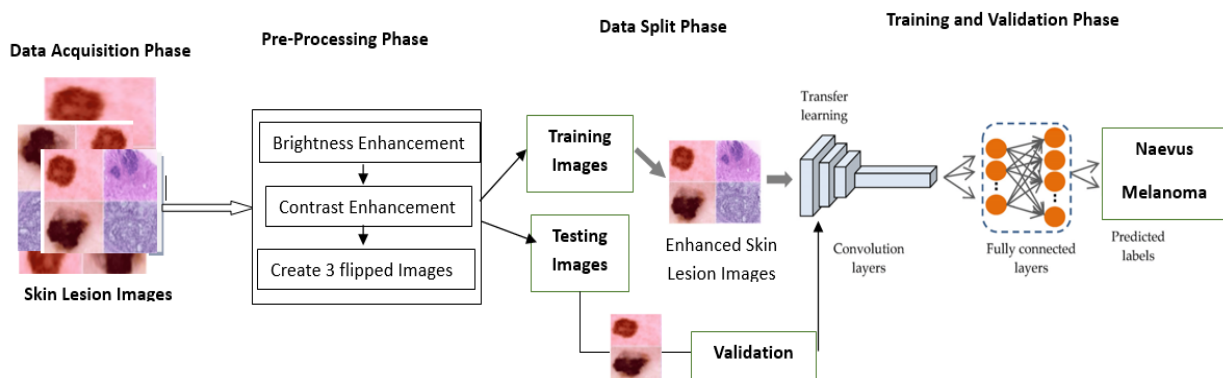 Data Acquisition Phase
Pre-Processing Phase
Data Split Phase
Training and Validation Phase
Skin Lesion Images
Brightness Enhancement
Contrast Enhancement
Create 3 flipped Images
Training
Images
Testing
Images
Enhanced Skin
Lesion Images
Validation
Transfer
learning
Convolution
layers
Fully connected
layers
Naevus
Melanoma
Predicted
labels